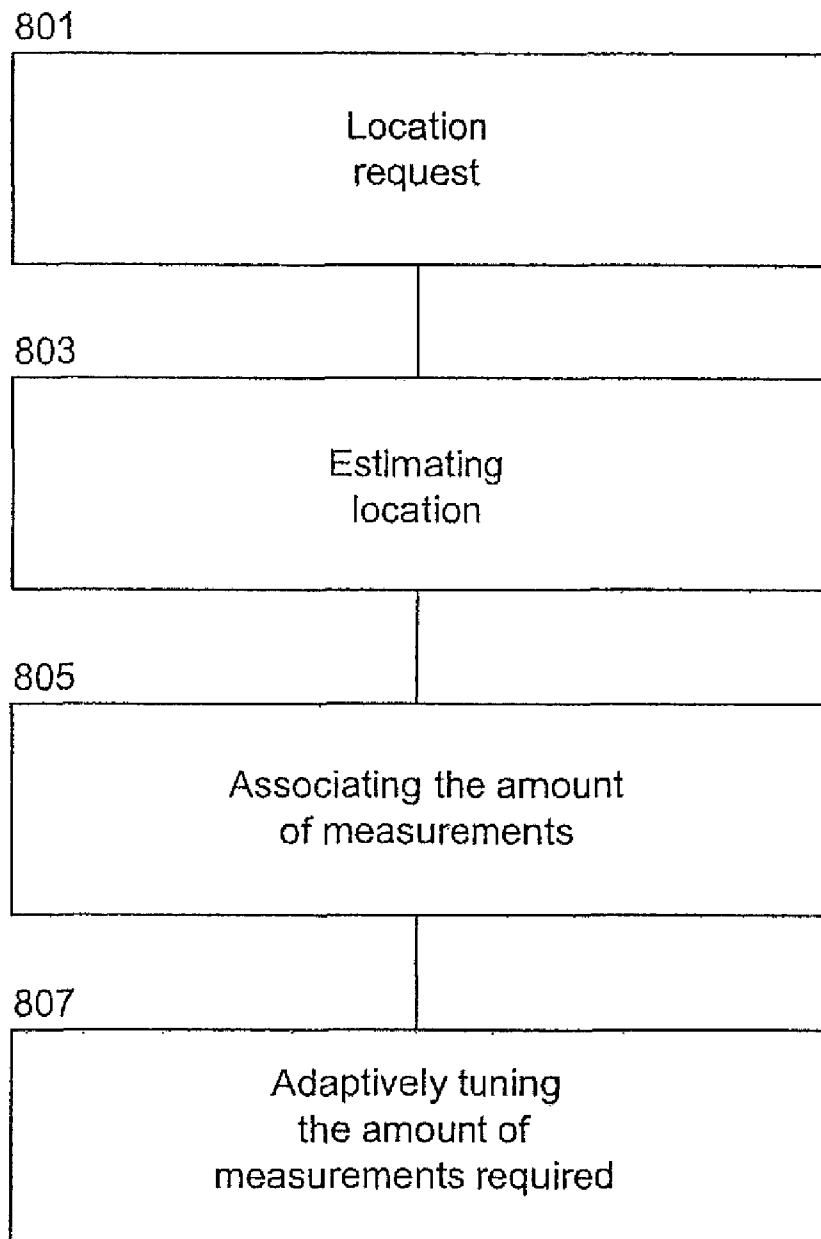 801
Location
request
803
Estimating
location
805
Associating the amount
of measurements
807
Adaptively tuning
the amount of
measurements required